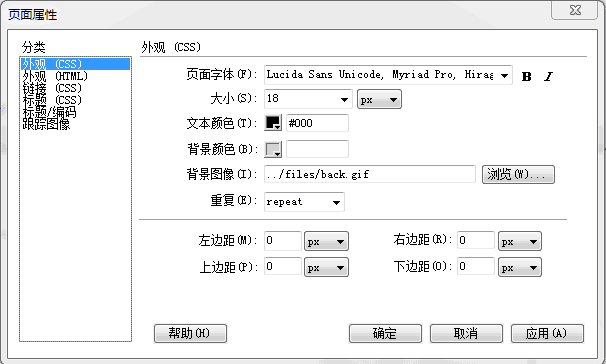 页面属性
分类
外观 (CSS)
外观 (HTML)
链接 (CSS)
标题 (CSS)
标题/编码
跟踪图像
外观 (CSS)
页面字体(F): Lucida Sans Unicode, Myriad Pro, Hirag B I
大小(S): 18 px
文本颜色(T): #000
背景颜色(B):
背景图像(I): ../files/back.gif 浏览(W)...
重复(E): repeat
左边距(M): 0 px 右边距(R): 0 px
上边距(P): 0 px 下边距(O): 0 px
帮助(H) 确定 取消 应用(A)